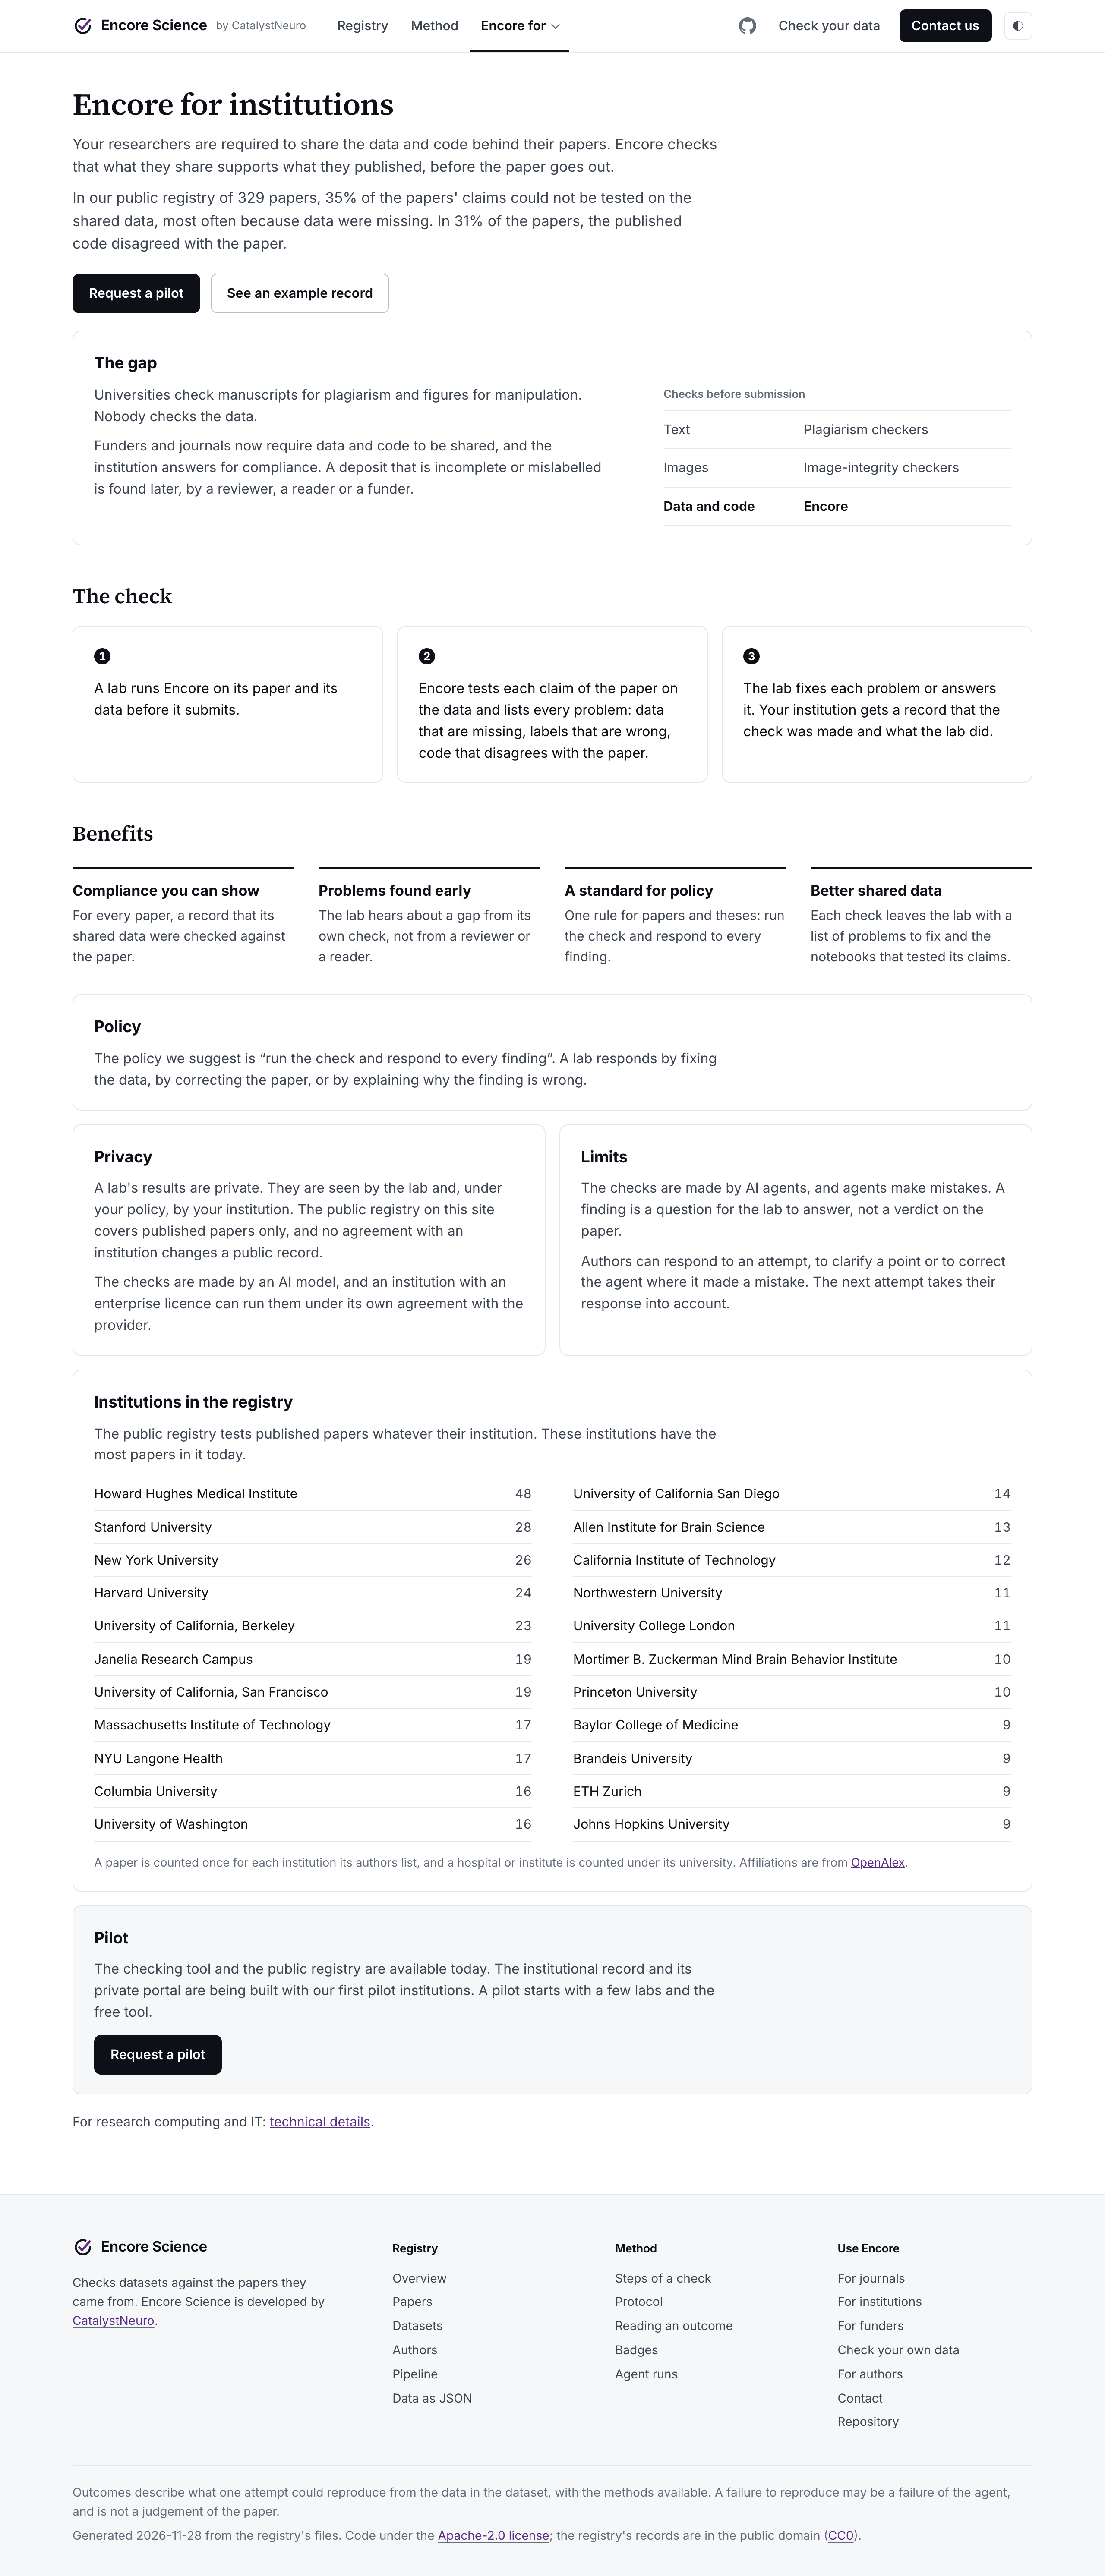 Encore Science by CatalystNeuro Registry Method Encore for Check your data Contact us
Encore for institutions
Your researchers are required to share the data and code behind their papers. Encore checks
that what they share supports what they published, before the paper goes out.
In our public registry of 329 papers, 35% of the papers' claims could not be tested on the
shared data, most often because data were missing. In 31% of the papers, the published
code disagreed with the paper.
Request a pilot See an example record
The gap
Universities check manuscripts for plagiarism and figures for manipulation.
Nobody checks the data.
Funders and journals now require data and code to be shared, and the
institution answers for compliance. A deposit that is incomplete or mislabelled
is found later, by a reviewer, a reader or a funder.
Checks before submission
Text Plagiarism checkers
Images Image-integrity checkers
Data and code Encore
The check
1
A lab runs Encore on its paper and its
data before it submits.
2
Encore tests each claim of the paper on
the data and lists every problem: data
that are missing, labels that are wrong,
code that disagrees with the paper.
3
The lab fixes each problem or answers
it. Your institution gets a record that the
check was made and what the lab did.
Benefits
Compliance you can show
For every paper, a record that its
shared data were checked against
the paper.
Problems found early
The lab hears about a gap from its
own check, not from a reviewer or
a reader.
A standard for policy
One rule for papers and theses: run
the check and respond to every
finding.
Better shared data
Each check leaves the lab with a
list of problems to fix and the
notebooks that tested its claims.
Policy
The policy we suggest is “run the check and respond to every finding”. A lab responds by fixing
the data, by correcting the paper, or by explaining why the finding is wrong.
Privacy
A lab's results are private. They are seen by the lab and, under
your policy, by your institution. The public registry on this site
covers published papers only, and no agreement with an
institution changes a public record.
The checks are made by an AI model, and an institution with an
enterprise licence can run them under its own agreement with the
provider.
Limits
The checks are made by AI agents, and agents make mistakes. A
finding is a question for the lab to answer, not a verdict on the
paper.
Authors can respond to an attempt, to clarify a point or to correct
the agent where it made a mistake. The next attempt takes their
response into account.
Institutions in the registry
The public registry tests published papers whatever their institution. These institutions have the
most papers in it today.
Howard Hughes Medical Institute 48
Stanford University 28
New York University 26
Harvard University 24
University of California, Berkeley 23
Janelia Research Campus 19
University of California, San Francisco 19
Massachusetts Institute of Technology 17
NYU Langone Health 17
Columbia University 16
University of Washington 16
University of California San Diego 14
Allen Institute for Brain Science 13
California Institute of Technology 12
Northwestern University 11
University College London 11
Mortimer B. Zuckerman Mind Brain Behavior Institute 10
Princeton University 10
Baylor College of Medicine 9
Brandeis University 9
ETH Zurich 9
Johns Hopkins University 9
A paper is counted once for each institution its authors list, and a hospital or institute is counted under its university. Affiliations are from OpenAlex.
Pilot
The checking tool and the public registry are available today. The institutional record and its
private portal are being built with our first pilot institutions. A pilot starts with a few labs and the
free tool.
Request a pilot
For research computing and IT: technical details.
Encore Science
Checks datasets against the papers they
came from. Encore Science is developed by
CatalystNeuro.
Registry
Overview
Papers
Datasets
Authors
Pipeline
Data as JSON
Method
Steps of a check
Protocol
Reading an outcome
Badges
Agent runs
Use Encore
For journals
For institutions
For funders
Check your own data
For authors
Contact
Repository
Outcomes describe what one attempt could reproduce from the data in the dataset, with the methods available. A failure to reproduce may be a failure of the agent,
and is not a judgement of the paper.
Generated 2026-11-28 from the registry's files. Code under the Apache-2.0 license; the registry's records are in the public domain (CC0).